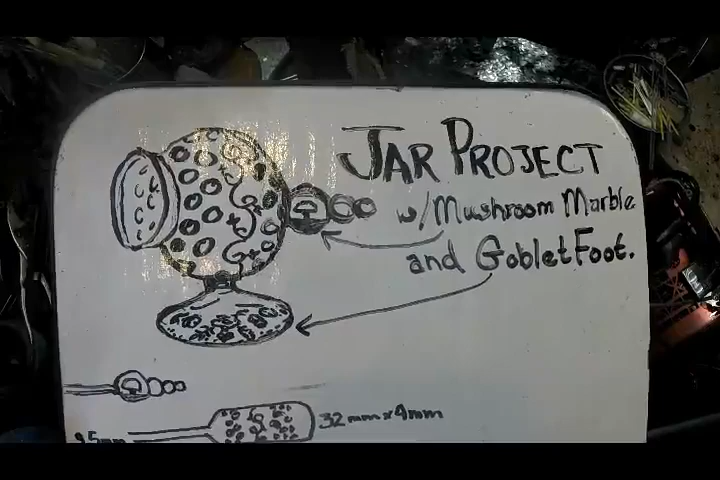 JAR PROJECT
w/Mushroom Marble
and Goblet Foot.
32mm x 4mm